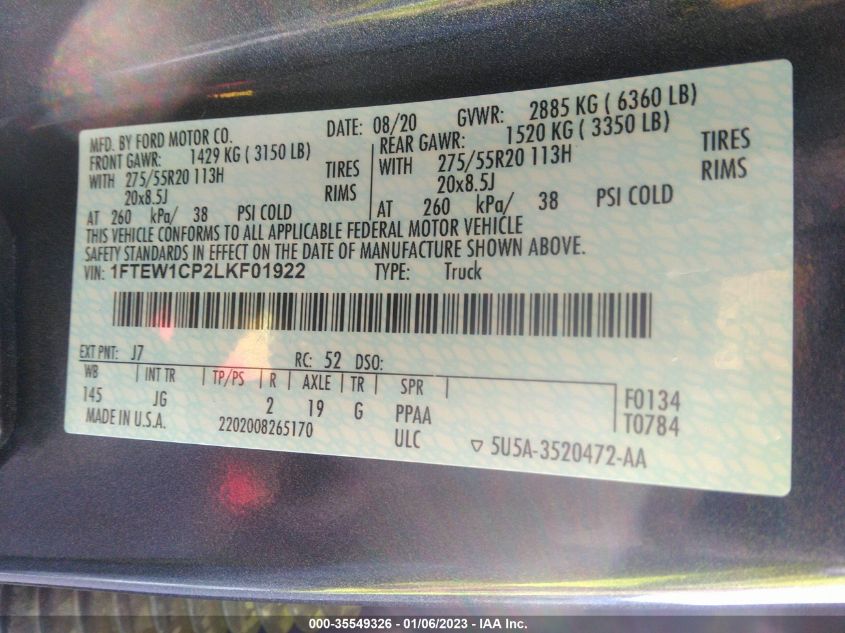 MFD. BY FORD MOTOR CO.
DATE: 08/20 GVWR: 2885 KG ( 6360 LB)
FRONT GAWR: 1429 KG ( 3150 LB)
WITH 275/55R20 113H TIRES
20x8.5J RIMS
AT 260 kPa/ 38 PSI COLD
REAR GAWR: 1520 KG ( 3350 LB)
WITH 275/55R20 113H TIRES
20x8.5J RIMS
AT 260 kPa/ 38 PSI COLD
THIS VEHICLE CONFORMS TO ALL APPLICABLE FEDERAL MOTOR VEHICLE
SAFETY STANDARDS IN EFFECT ON THE DATE OF MANUFACTURE SHOWN ABOVE.
VIN: 1FTEW1CP2LKF01922 TYPE: Truck
EXT PNT: J7 RC: 52 DSO:
WB INT TR TP/PS R AXLE TR SPR
145 JG 2 19 G PPAA F0134
MADE IN U.S.A. 2202008265170 ULC T0784
5U5A-3520472-AA
000-35549326 - 01/06/2023 - IAA Inc.